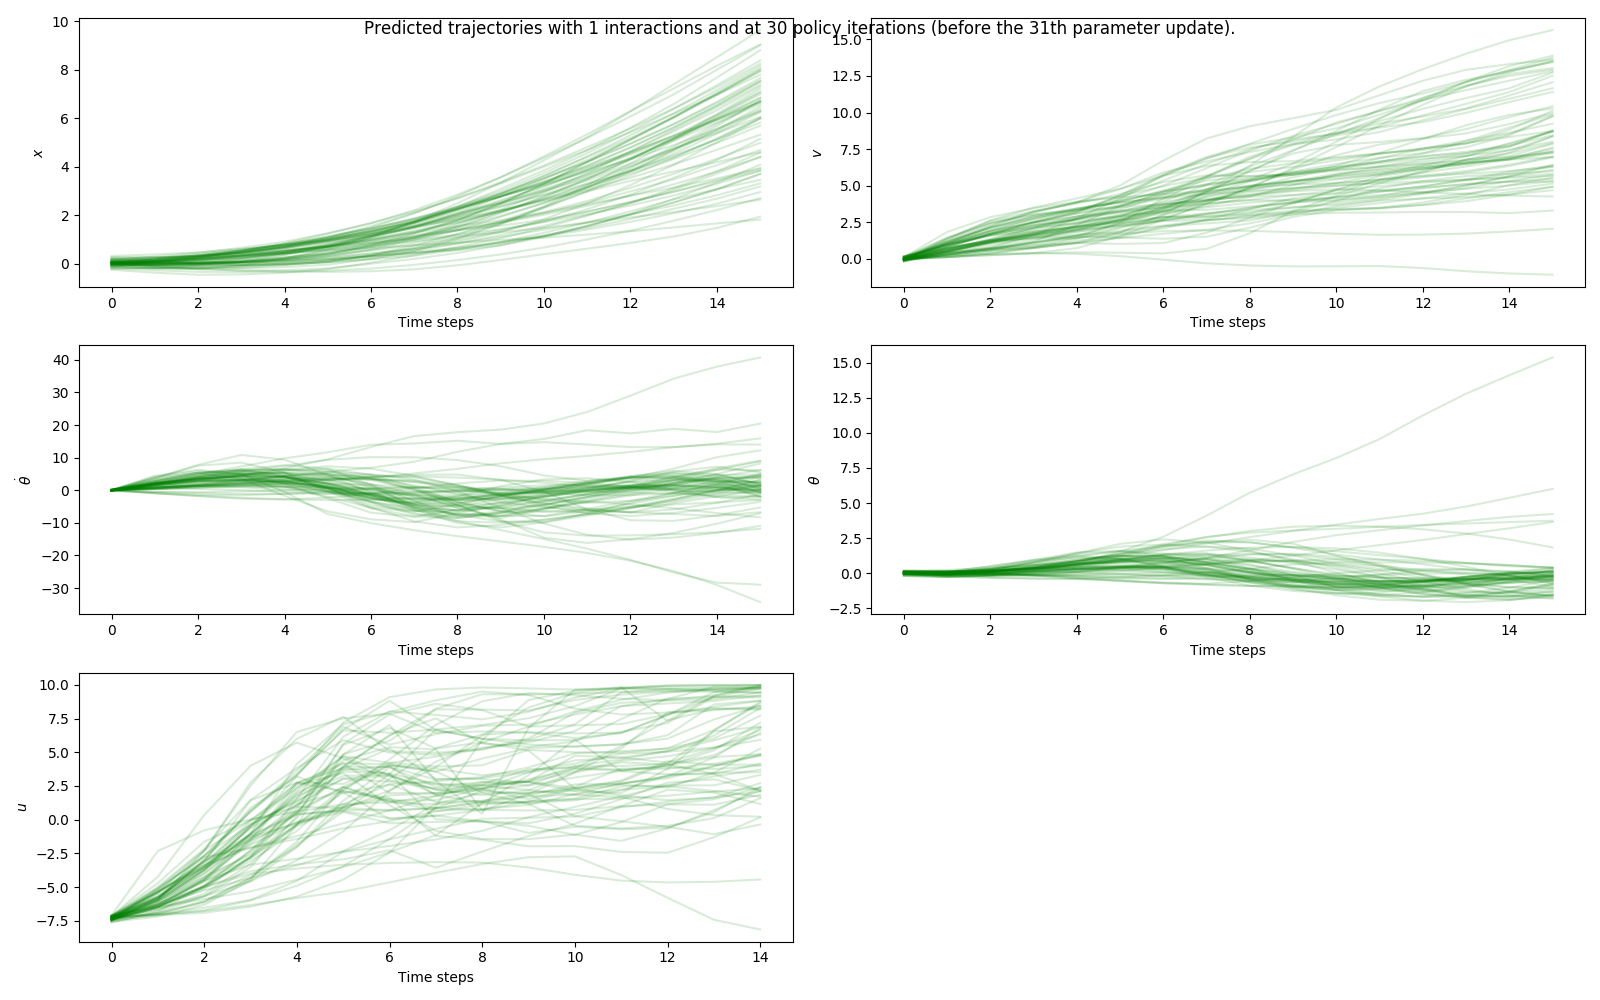 Predicted trajectories with 1 interactions and at 30 policy iterations (before the 31th parameter update).
10
8
6
4
2
0
x
0 2 4 6 8 10 12 14
Time steps
15.0
12.5
10.0
7.5
5.0
2.5
0.0
v
0 2 4 6 8 10 12 14
Time steps
40
30
20
10
0
−10
−20
−30
θ̇
0 2 4 6 8 10 12 14
Time steps
15.0
12.5
10.0
7.5
5.0
2.5
0.0
−2.5
θ
0 2 4 6 8 10 12 14
Time steps
10.0
7.5
5.0
2.5
0.0
−2.5
−5.0
−7.5
u
0 2 4 6 8 10 12 14
Time steps